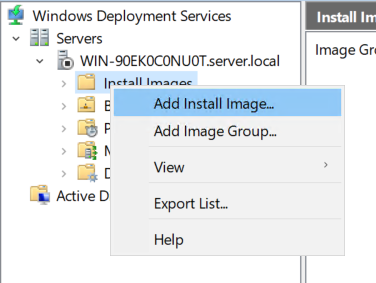 Windows Deployment Services
Install Im
Servers
Image Gro
WIN-90EK0C0NU0T.server.local
Install Images
B
Add Install Image...
P
Add Image Group...
M
View
D
Active D
Export List...
Help